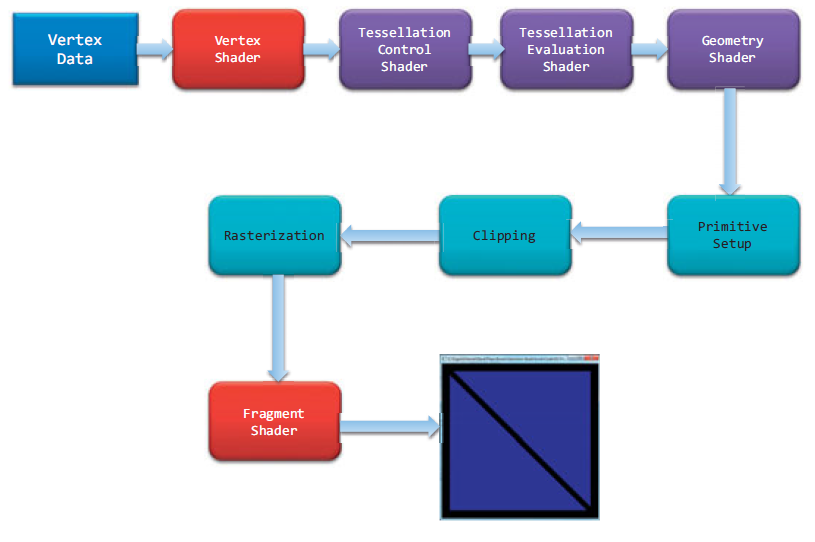 Vertex
Data
Vertex
Shader
Tessellation
Control
Shader
Tessellation
Evaluation
Shader
Geometry
Shader
Rasterization
Clipping
Primitive
Setup
Fragment
Shader